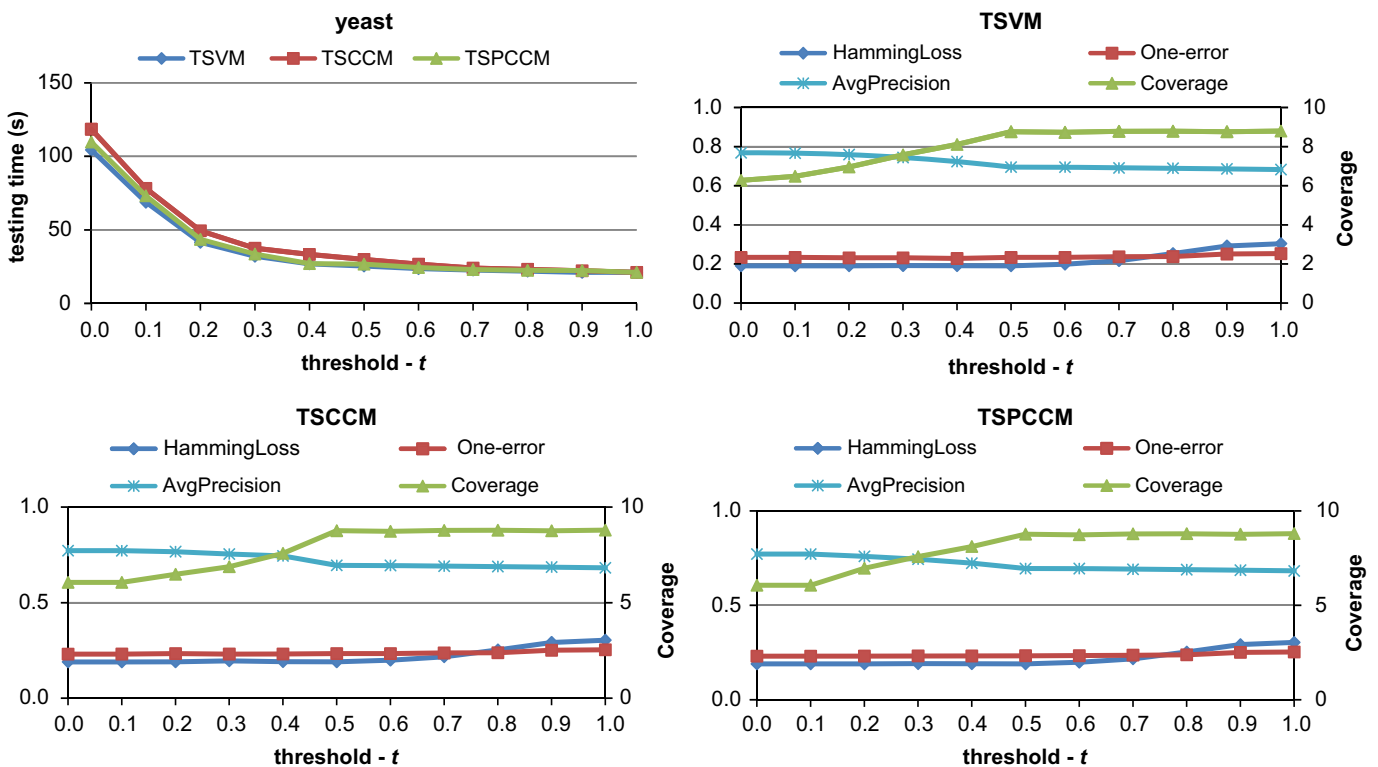 yeast
TSVM TSCCM TSPCCM
testing time (s)
150
100
50
0
0.0 0.1 0.2 0.3 0.4 0.5 0.6 0.7 0.8 0.9 1.0
threshold - t
TSVM
HammingLoss One-error
AvgPrecision Coverage
1.0
0.8
0.6
0.4
0.2
0.0
10
8
6
4
2
0
Coverage
0.0 0.1 0.2 0.3 0.4 0.5 0.6 0.7 0.8 0.9 1.0
threshold - t
TSCCM
HammingLoss One-error
AvgPrecision Coverage
1.0
0.5
0.0
10
5
0
Coverage
0.0 0.1 0.2 0.3 0.4 0.5 0.6 0.7 0.8 0.9 1.0
threshold - t
TSPCCM
HammingLoss One-error
AvgPrecision Coverage
1.0
0.5
0.0
10
5
0
Coverage
0.0 0.1 0.2 0.3 0.4 0.5 0.6 0.7 0.8 0.9 1.0
threshold - t